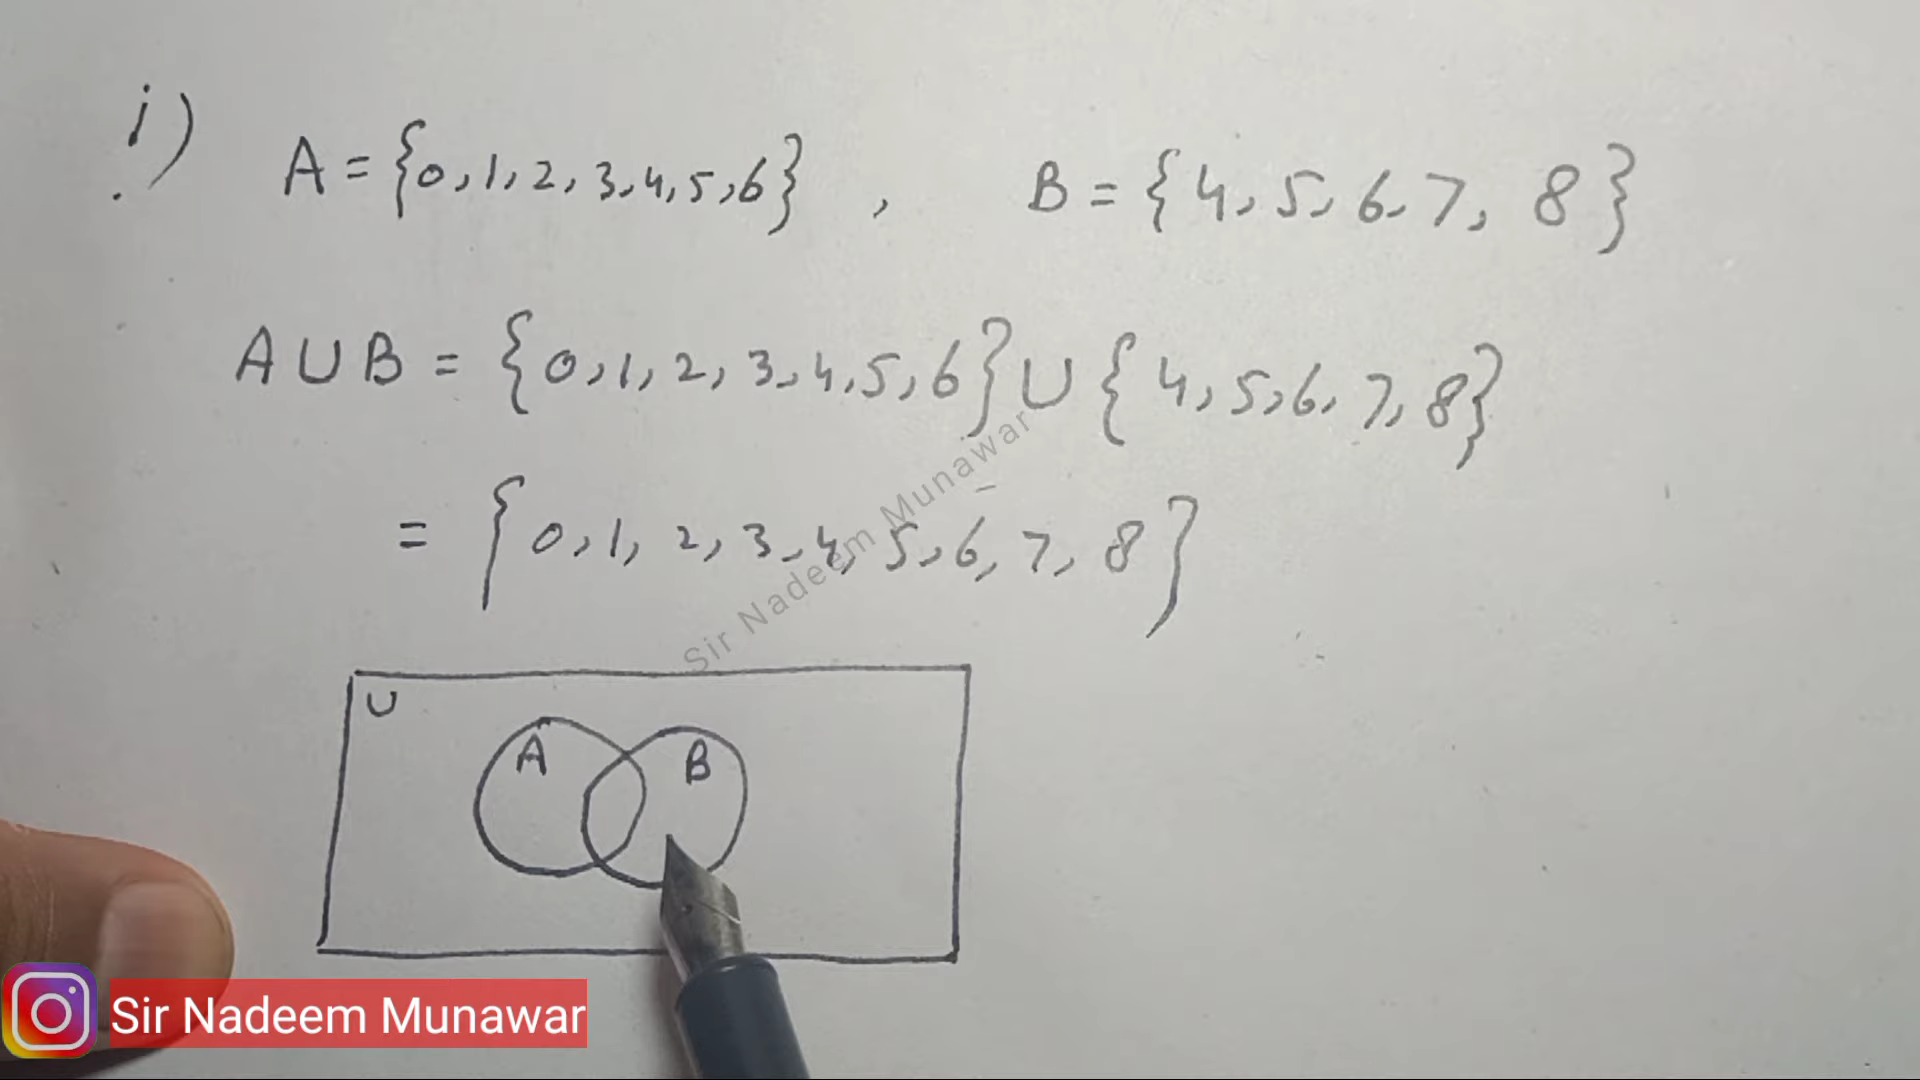 i) A = {0,1,2,3,4,5,6} , B = {4,5,6,7,8}
A U B = {0,1,2,3,4,5,6} U {4,5,6,7,8}
= {0,1,2,3,4,5,6,7,8}
Sir Nadeem Munawar
U
A B
Sir Nadeem Munawar